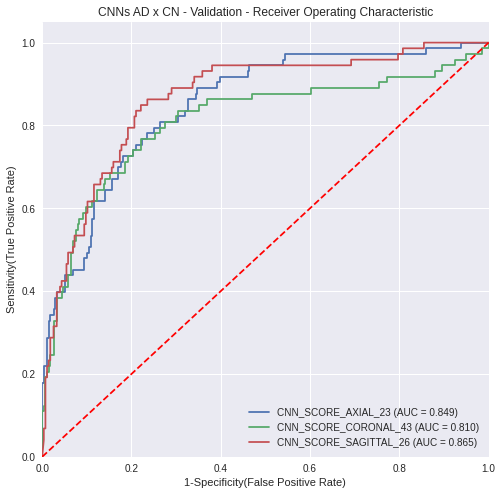 CNNs AD x CN - Validation - Receiver Operating Characteristic
1.0
0.8
0.6
0.4
0.2
0.0
Sensitivity(True Positive Rate)
CNN_SCORE_AXIAL_23 (AUC = 0.849)
CNN_SCORE_CORONAL_43 (AUC = 0.810)
CNN_SCORE_SAGITTAL_26 (AUC = 0.865)
0.0 0.2 0.4 0.6 0.8 1.0
1-Specificity(False Positive Rate)